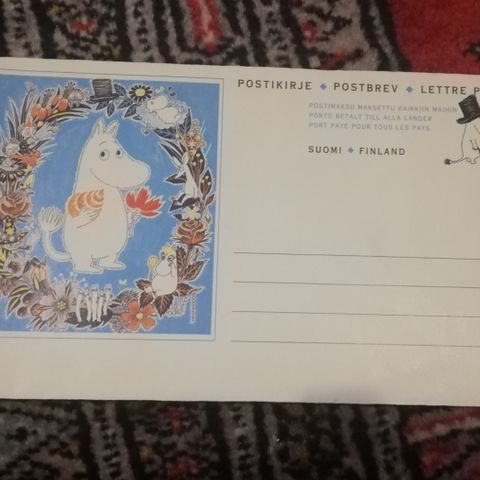 POSTIKIRJE ◆ POSTBREV ◆ LETTRE P
POSTIMAKSU MAKSETTU KAIKKIIN MAIHIN
PORTO BETALT TILL ALLA LÄNDER
PORT PAYE POUR TOUS LES PAYS
SUOMI ◆ FINLAND